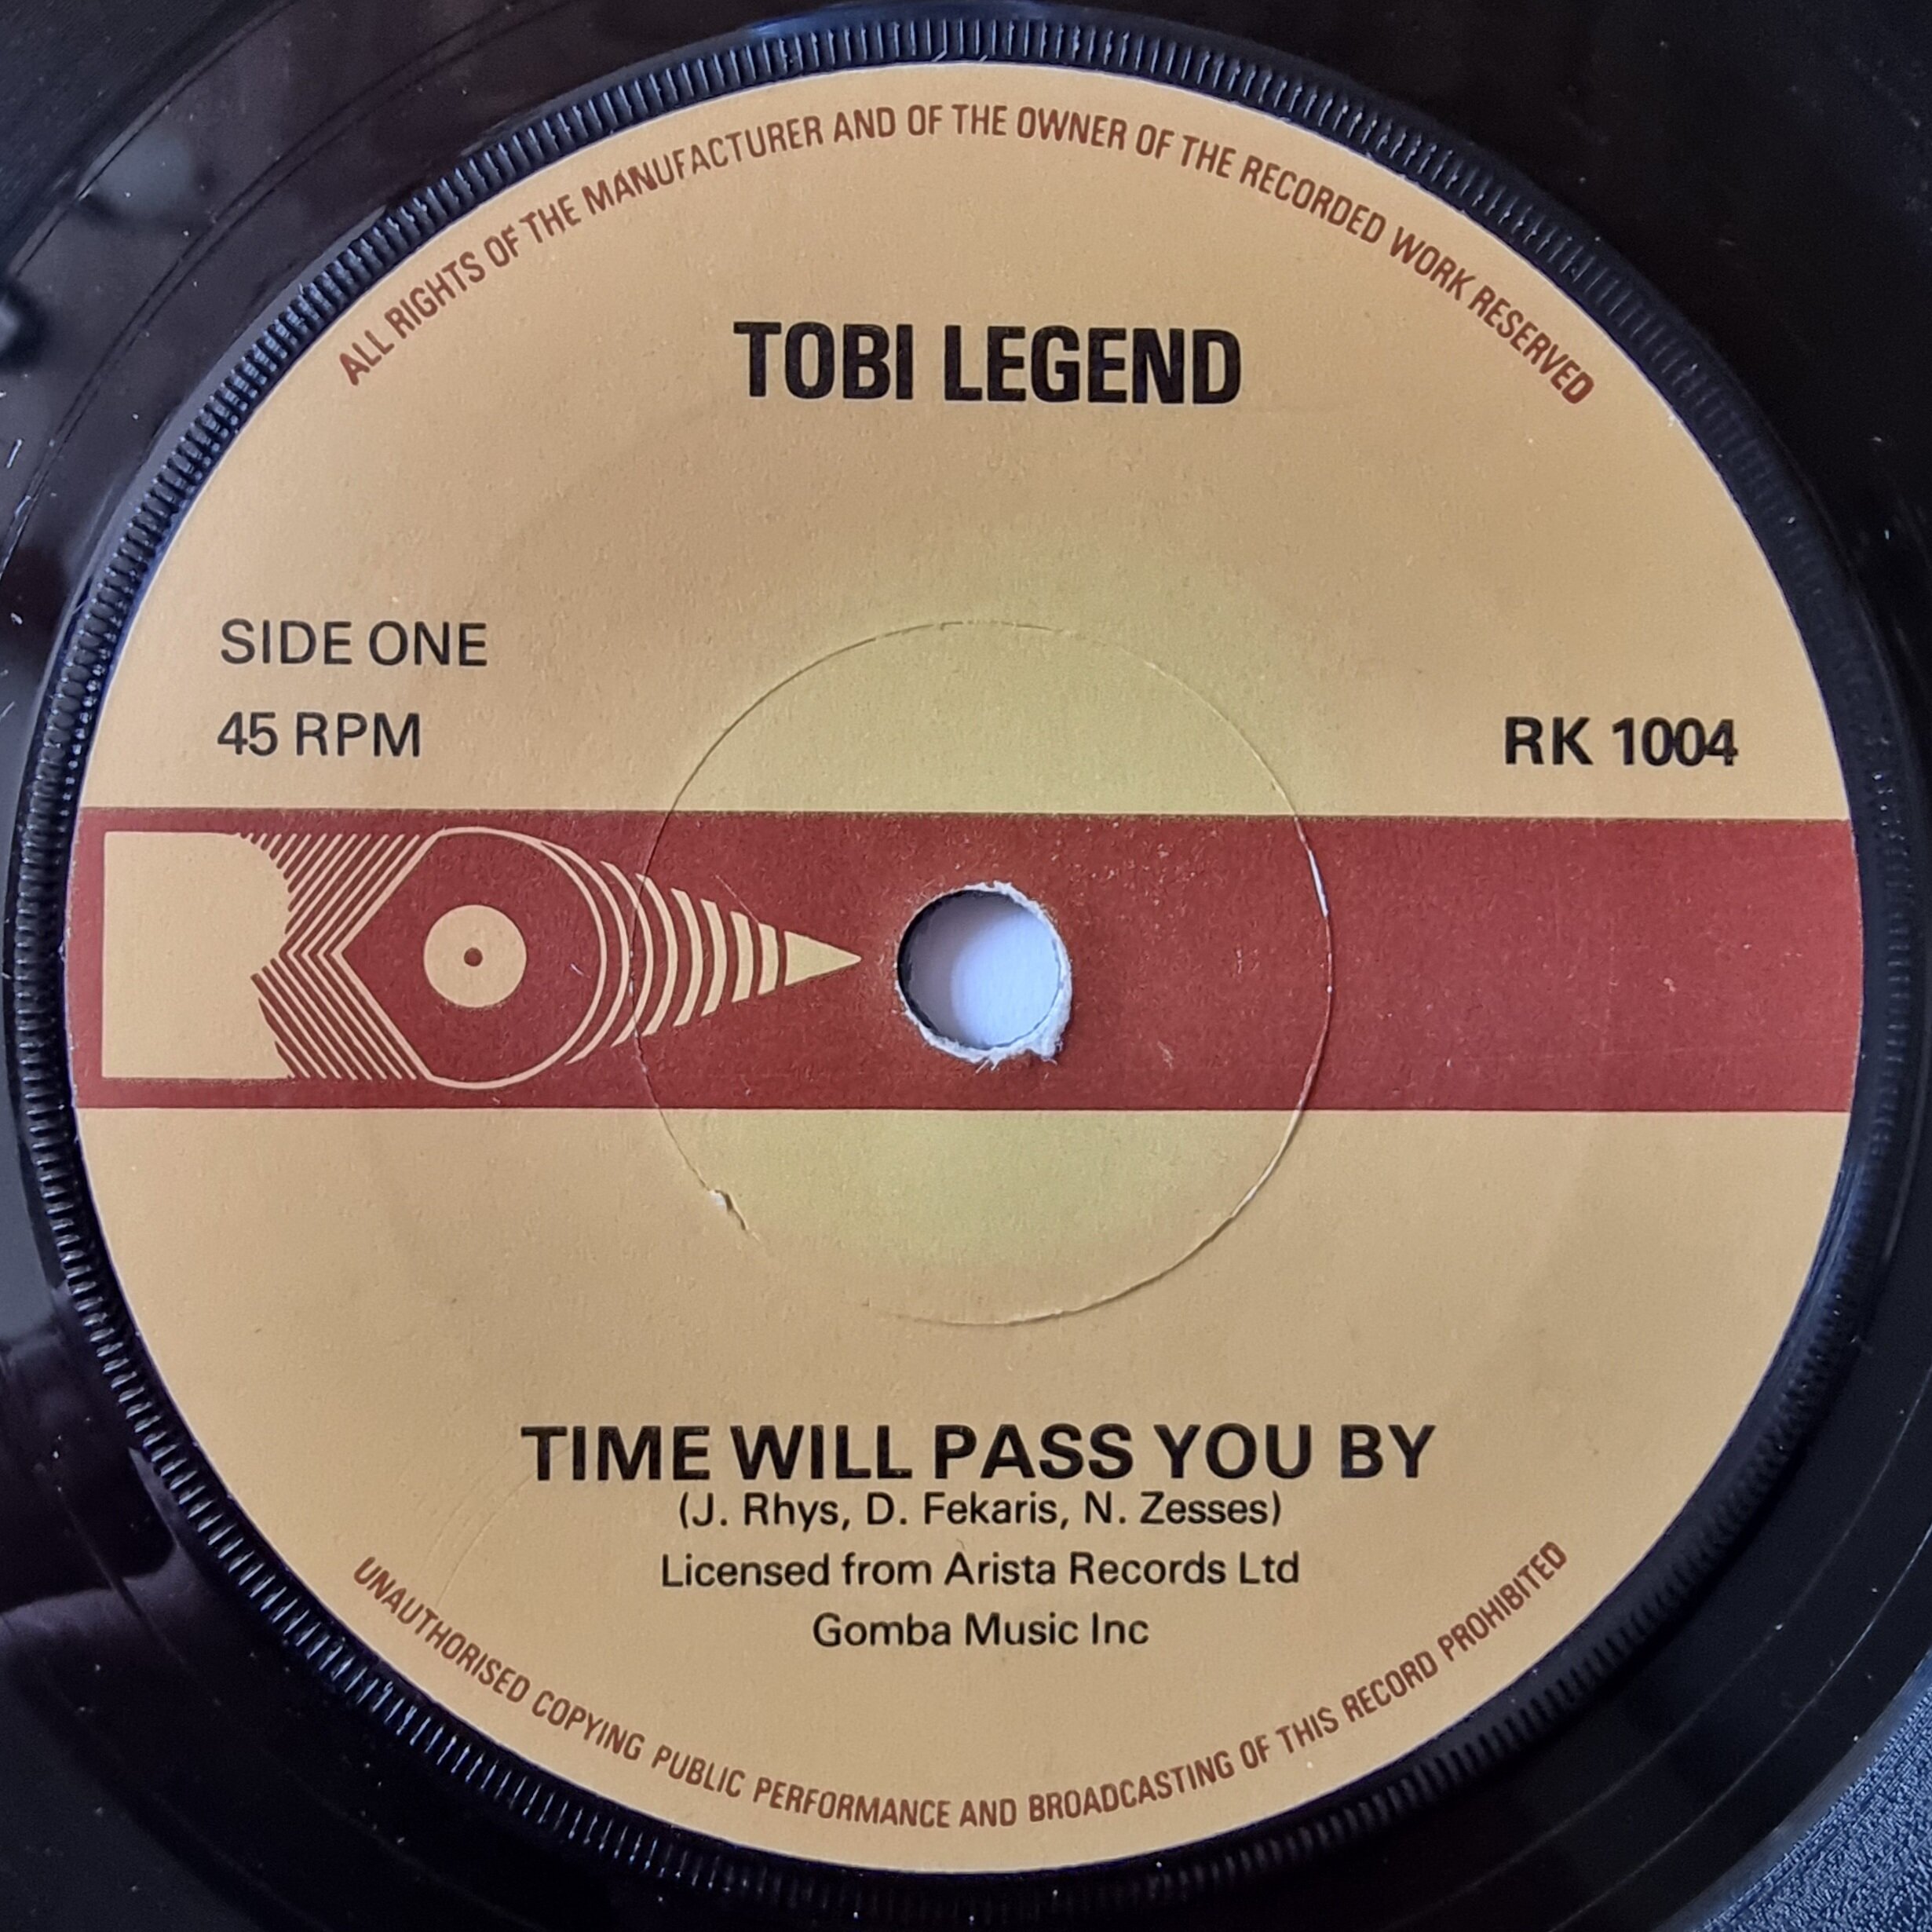 ALL RIGHTS OF THE MANUFACTURER AND OF THE OWNER OF THE RECORDED WORK RESERVED
TOBI LEGEND
SIDE ONE
45 RPM
RK 1004
RK
TIME WILL PASS YOU BY
(J. Rhys, D. Fekaris, N. Zesses)
Licensed from Arista Records Ltd
Gomba Music Inc
UNAUTHORISED COPYING PUBLIC PERFORMANCE AND BROADCASTING OF THIS RECORD PROHIBITED